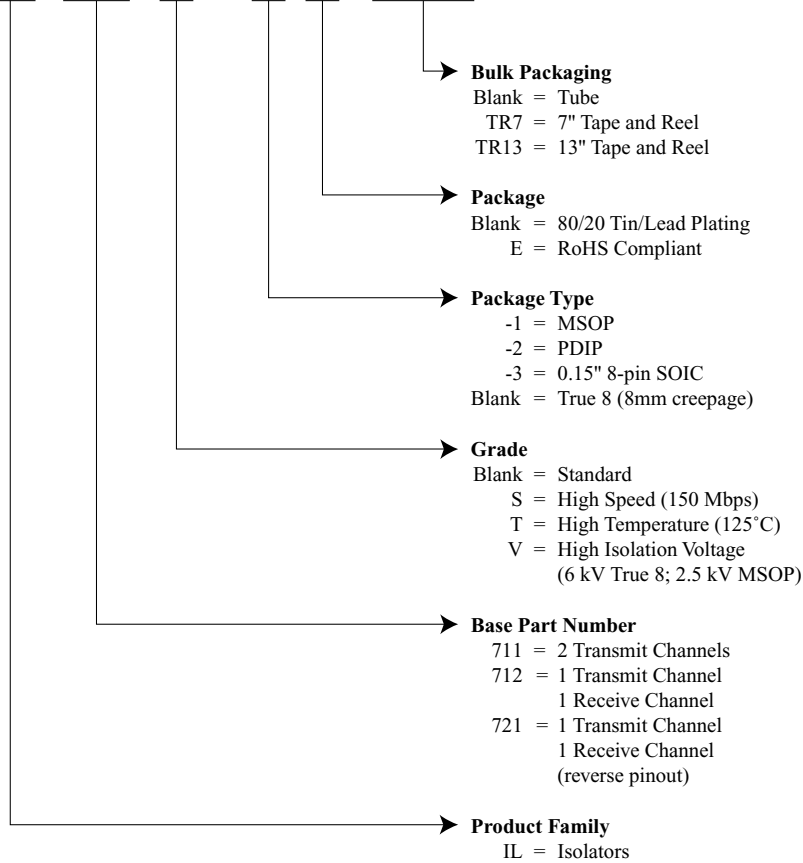 Bulk Packaging
Blank = Tube
TR7 = 7" Tape and Reel
TR13 = 13" Tape and Reel
Package
Blank = 80/20 Tin/Lead Plating
E = RoHS Compliant
Package Type
-1 = MSOP
-2 = PDIP
-3 = 0.15" 8-pin SOIC
Blank = True 8 (8mm creepage)
Grade
Blank = Standard
S = High Speed (150 Mbps)
T = High Temperature (125˚C)
V = High Isolation Voltage
(6 kV True 8; 2.5 kV MSOP)
Base Part Number
711 = 2 Transmit Channels
712 = 1 Transmit Channel
1 Receive Channel
721 = 1 Transmit Channel
1 Receive Channel
(reverse pinout)
Product Family
IL = Isolators